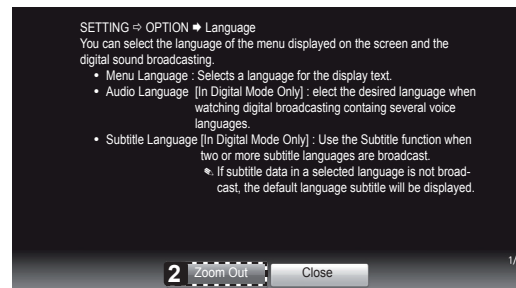 SETTING ⇨ OPTION ➡ Language
You can select the language of the menu displayed on the screen and the
digital sound broadcasting.
• Menu Language : Selects a language for the display text.
• Audio Language [In Digital Mode Only] : elect the desired language when
watching digital broadcasting containg several voice
languages.
• Subtitle Language [In Digital Mode Only] : Use the Subtitle function when
two or more subtitle languages are broadcast.
✎ If subtitle data in a selected language is not broad-
cast, the default language subtitle will be displayed.
1/
2 Zoom Out Close